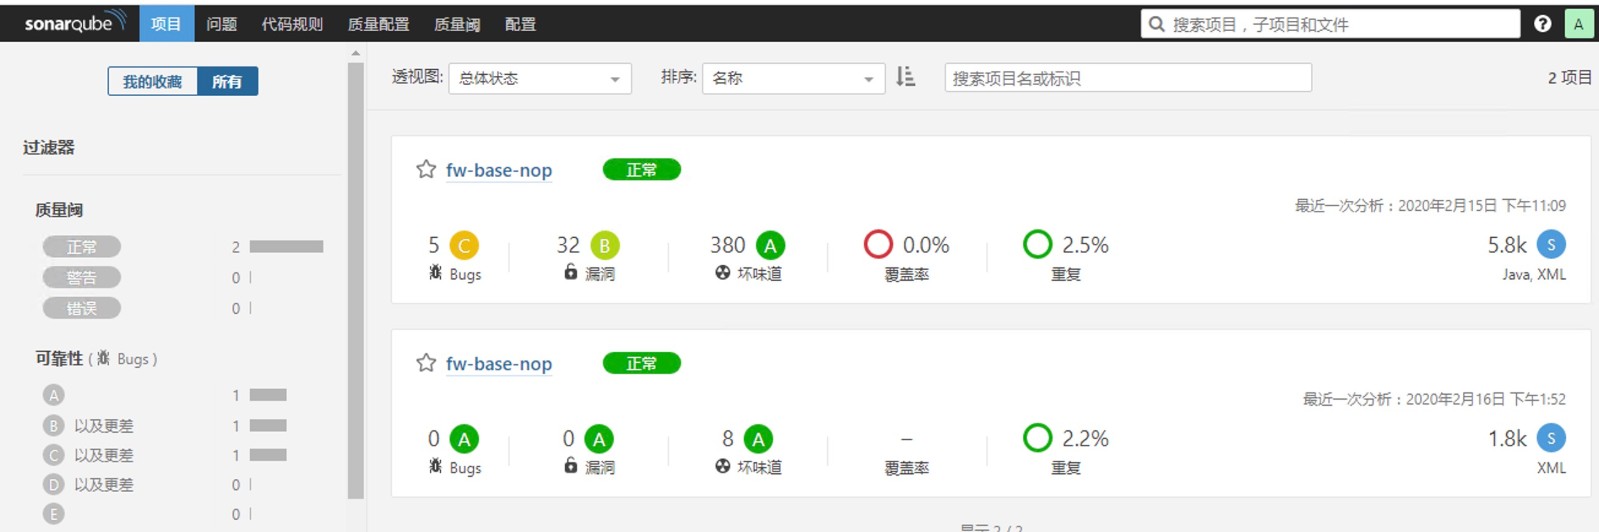 sonarqube 项目 问题 代码规则 质量配置 质量阈 配置 搜索项目，子项目和文件 ? A
我的收藏 所有
透视图: 总体状态 排序: 名称 搜索项目名或标识 2 项目
过滤器
质量阈
正常 2
警告 0
错误 0
可靠性 ( Bugs )
A 1
B 以及更差 1
C 以及更差 1
D 以及更差 0
E 0
fw-base-nop 正常
最近一次分析：2020年2月15日 下午11:09
5 C 32 B 380 A 0.0% 2.5% 5.8k S
Bugs 漏洞 坏味道 覆盖率 重复 Java, XML
fw-base-nop 正常
最近一次分析：2020年2月16日 下午1:52
0 A 0 A 8 A – 2.2% 1.8k S
Bugs 漏洞 坏味道 覆盖率 重复 XML
显示 2 / 2